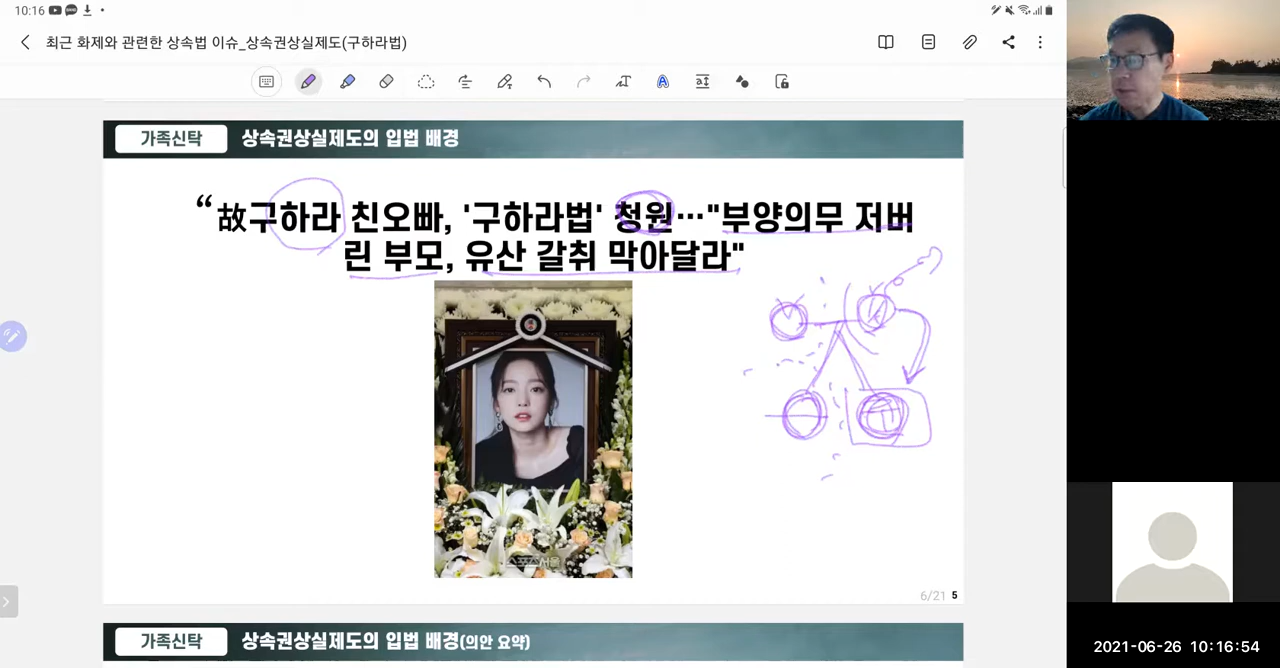 10:16
최근 화제와 관련한 상속법 이슈_상속권상실제도(구하라법)
가족신탁 상속권상실제도의 입법 배경
“故구하라 친오빠, '구하라법' 청원…"부양의무 저버
린 부모, 유산 갈취 막아달라"
스포츠서울
6/21 5
가족신탁 상속권상실제도의 입법 배경(의안 요약)
2021-06-26 10:16:54